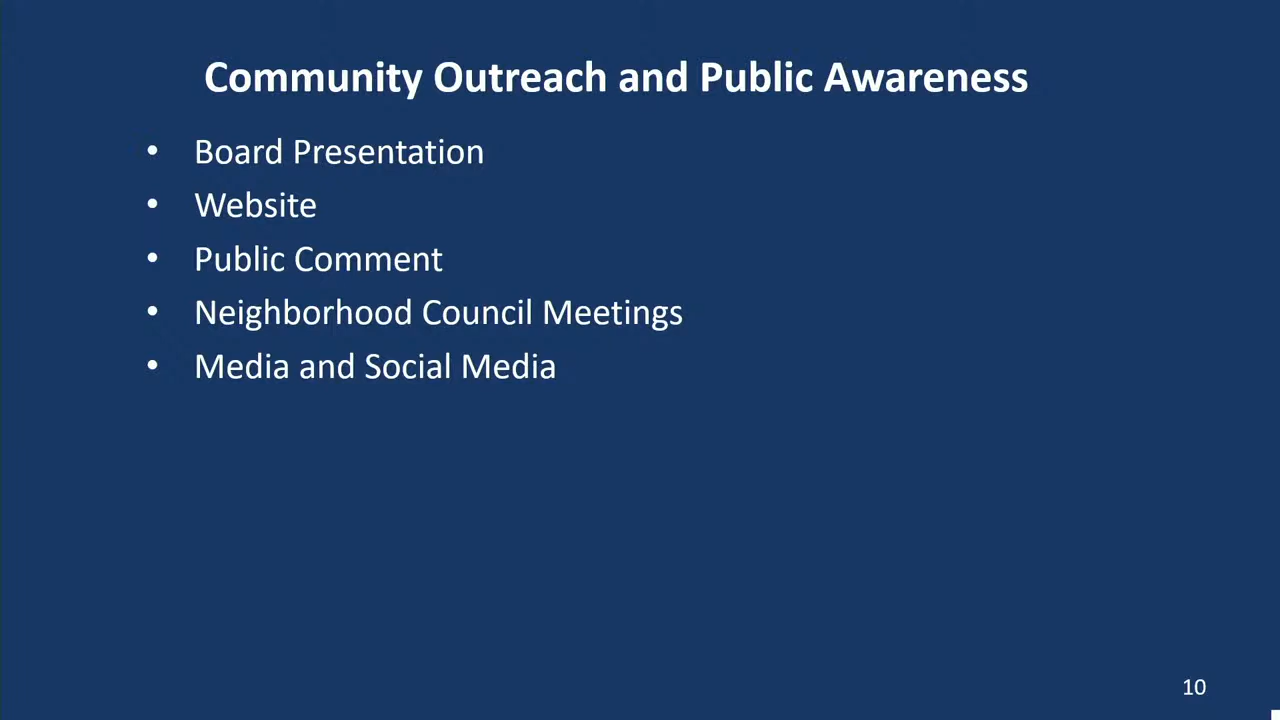 Community Outreach and Public Awareness
• Board Presentation
• Website
• Public Comment
• Neighborhood Council Meetings
• Media and Social Media
10